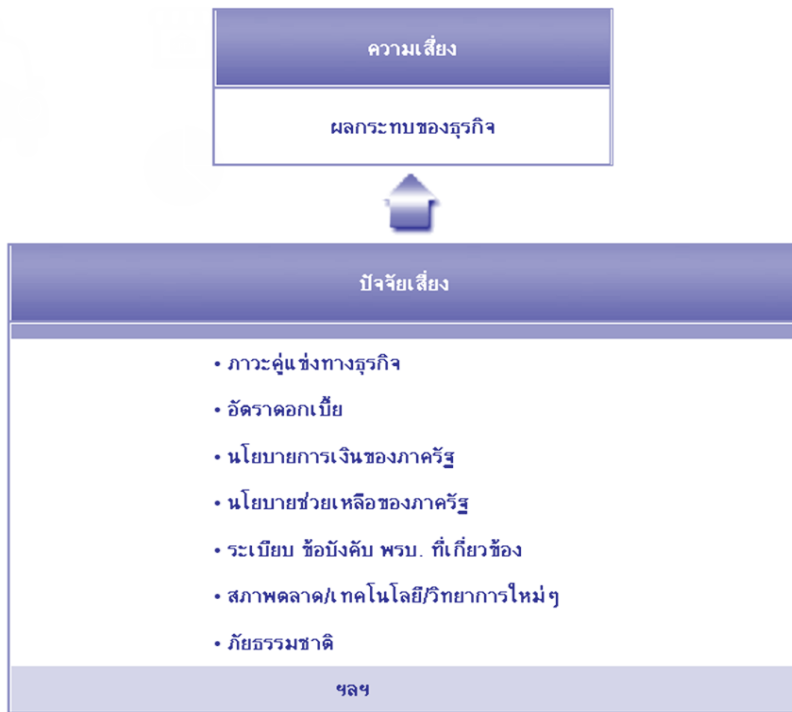 ความเสี่ยง
ผลกระทบของธุรกิจ
ปัจจัยเสี่ยง
• ภาวะคู่แข่งทางธุรกิจ
• อัตราดอกเบี้ย
• นโยบายการเงินของภาครัฐ
• นโยบายช่วยเหลือของภาครัฐ
• ระเบียบ ข้อบังคับ พรบ. ที่เกี่ยวข้อง
• สภาพตลาด/เทคโนโลยี/วิทยาการใหม่ๆ
• ภัยธรรมชาติ
ฯลฯ